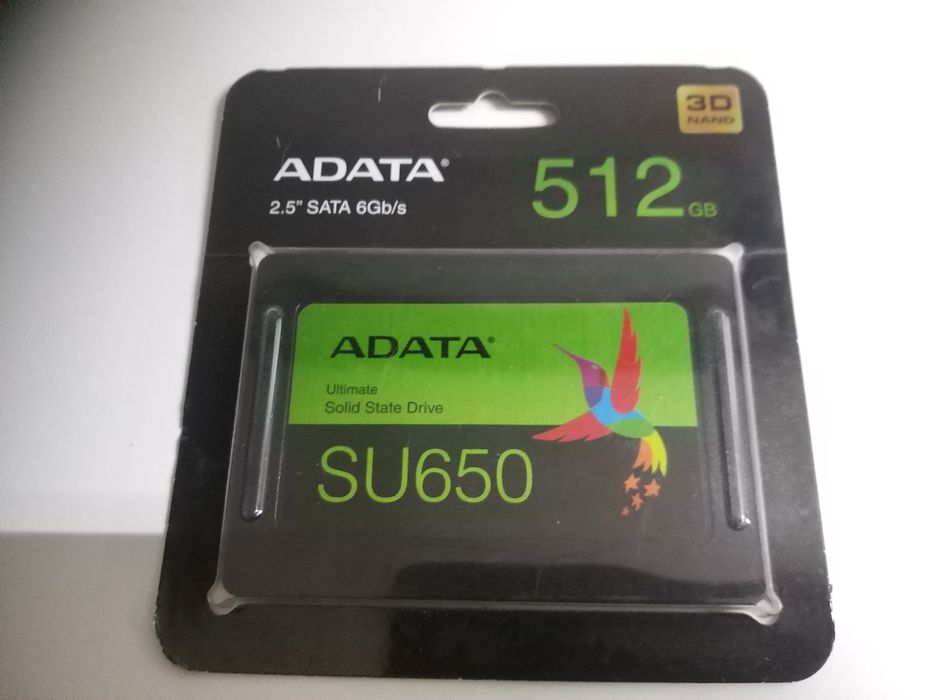 3D
NAND
ADATA®
512GB
2.5" SATA 6Gb/s
ADATA®
Ultimate
Solid State Drive
SU650